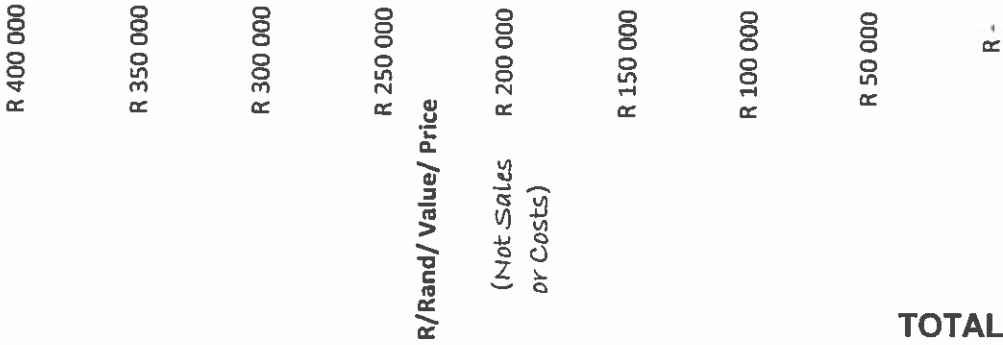 R 400 000
R 350 000
R 300 000
R 250 000
R/Rand/ Value/ Price
R 200 000
(Not Sales
or Costs)
R 150 000
R 100 000
R 50 000
R -
TOTAL